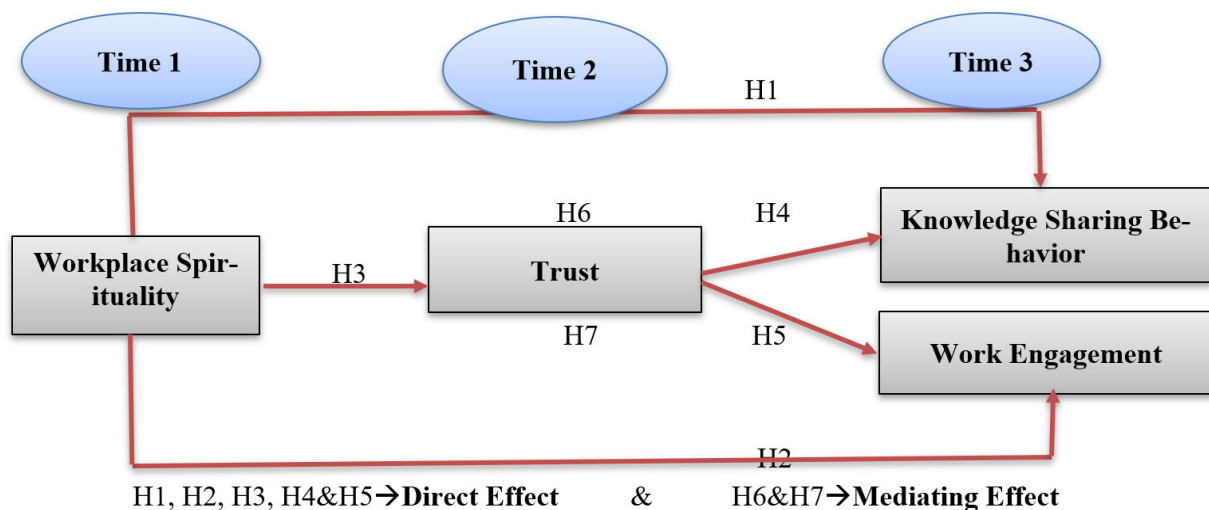 Time 1
Time 2
Time 3
H1
H6
H4
Knowledge Sharing Be-
havior
Workplace Spir-
ituality
H3
Trust
H7
H5
Work Engagement
H2
H1, H2, H3, H4&H5→Direct Effect & H6&H7→Mediating Effect